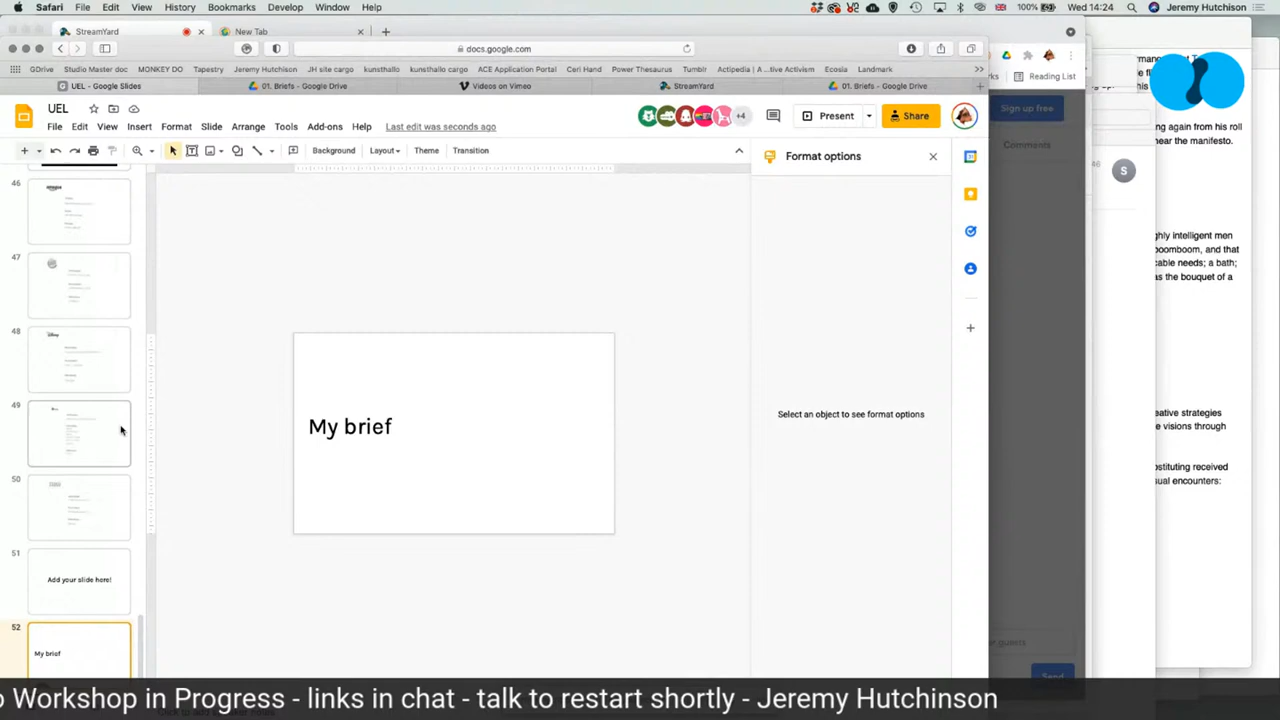 Safari File Edit View History Bookmarks Develop Window Help 100% Wed 14:24 Jeremy Hutchison
StreamYard New Tab
docs.google.com
GDrive Studio Master doc MONKEY DO Tapestry Jeremy Hutchison JH site cargo kunsthallo kunsthallo cargo ACE Application Portal Ceri Hand Power Thesaurus Tumblr Actipedia | A ...tive Activism Ecosia Landmark
Reading List
UEL - Google Slides 01. Briefs - Google Drive Videos on Vimeo StreamYard 01. Briefs - Google Drive
UEL
+4 Present Share
Sign up free
File Edit View Insert Format Slide Arrange Tools Add-ons Help Last edit was seconds ago
ng again from his roll
near the manifesto.
Background Layout Theme Transition
Format options
Comments
46
S
46
47
48
49
50
51
52
My brief
Select an object to see format options
Add your slide here!
My brief
ghly intelligent men
boomboom, and that
cable needs; a bath;
as the bouquet of a
eative strategies
e visions through
ostituting received
sual encounters:
Send
o Workshop in Progress - links in chat - talk to restart shortly - Jeremy Hutchinson